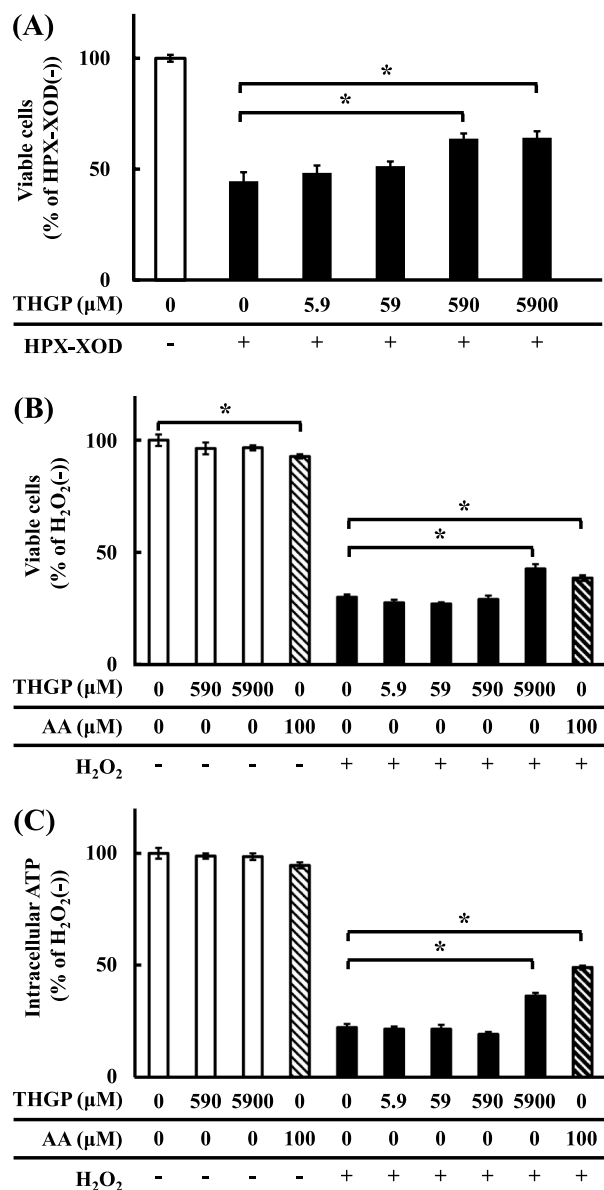 (A)
Viable cells
(% of HPX-XOD(-))
100
50
0
*
*
THGP (μM) 0 0 5.9 59 590 5900
HPX-XOD - + + + + +
(B)
Viable cells
(% of H₂O₂(-))
100
50
0
*
*
*
THGP (μM) 0 590 5900 0 0 5.9 59 590 5900 0
AA (μM) 0 0 0 100 0 0 0 0 0 100
H₂O₂ - - - - + + + + + +
(C)
Intracellular ATP
(% of H₂O₂(-))
100
50
0
*
*
THGP (μM) 0 590 5900 0 0 5.9 59 590 5900 0
AA (μM) 0 0 0 100 0 0 0 0 0 100
H₂O₂ - - - - + + + + + +